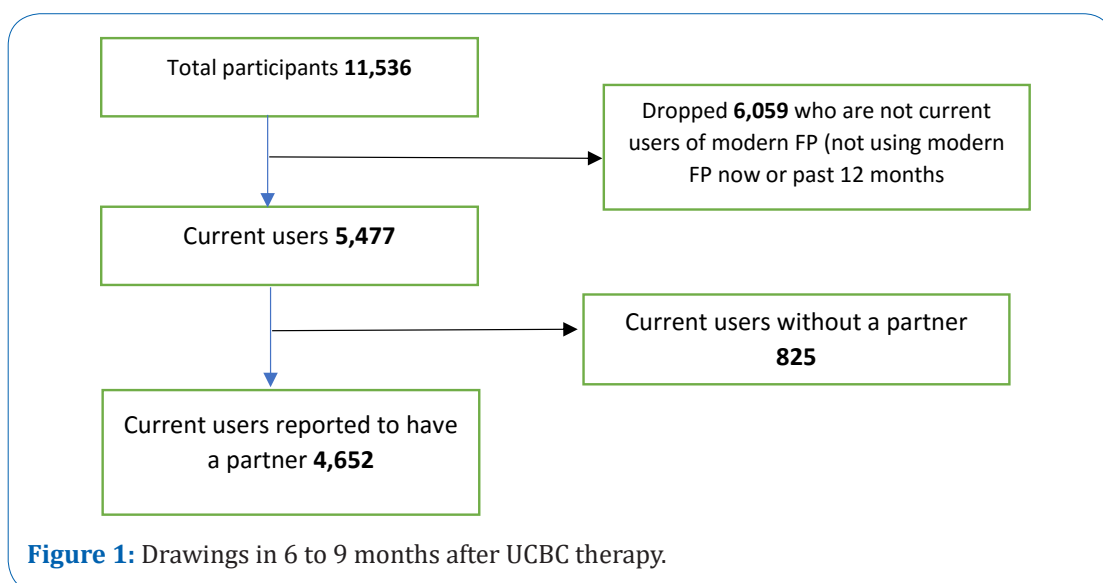 Total participants 11,536
Dropped 6,059 who are not current
users of modern FP (not using modern
FP now or past 12 months
Current users 5,477
Current users without a partner
825
Current users reported to have
a partner 4,652
Figure 1: Drawings in 6 to 9 months after UCBC therapy.